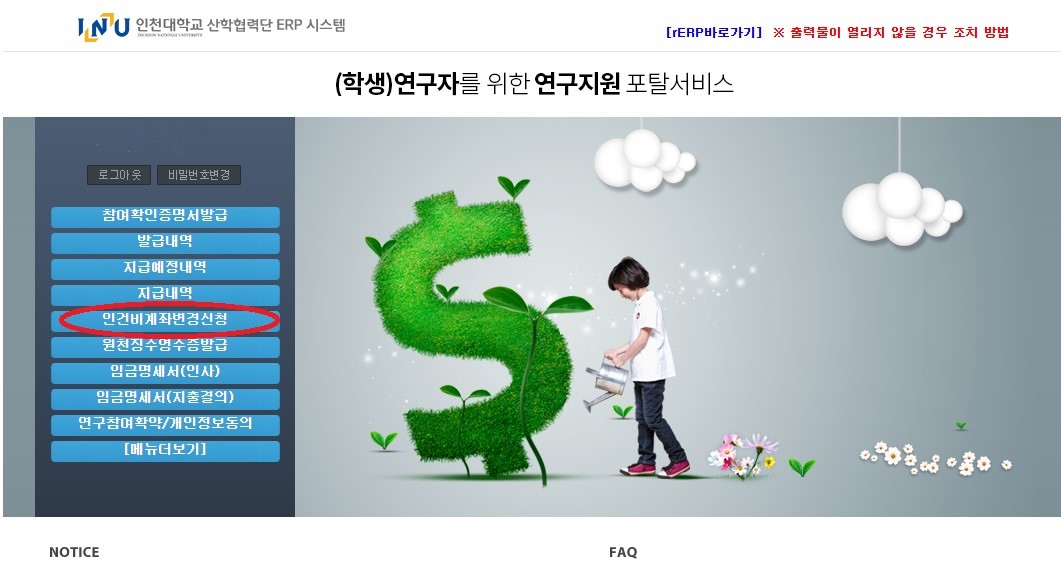 INU 인천대학교 산학협력단 ERP 시스템
INCHEON NATIONAL UNIVERSITY
[rERP바로가기] ※ 출력물이 열리지 않을 경우 조치 방법
(학생)연구자를 위한 연구지원 포탈서비스
로그아웃 비밀번호변경
참여확인증명서발급
발급내역
지급예정내역
지급내역
인건비계좌변경신청
원천징수영수증발급
임금명세서(인사)
임금명세서(지출결의)
연구참여확약/개인정보동의
[메뉴더보기]
NOTICE FAQ